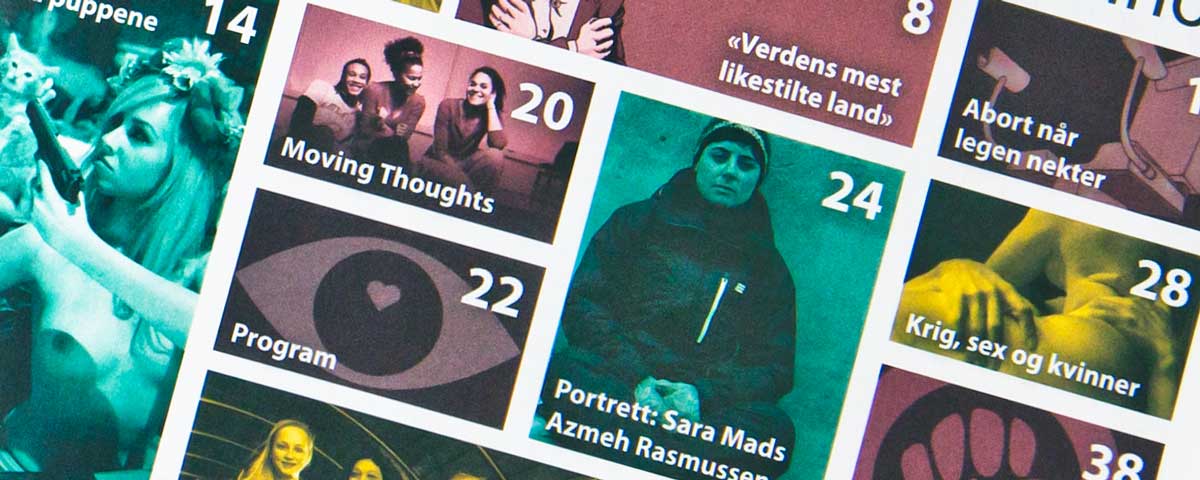 puppene
14
8
«Verdens mest
likestilte land»
20
Moving Thoughts
22
Program
24
Portrett: Sara Mads
Azmeh Rasmussen
Abort når
legen nekter
28
Krig, sex og kvinner
38